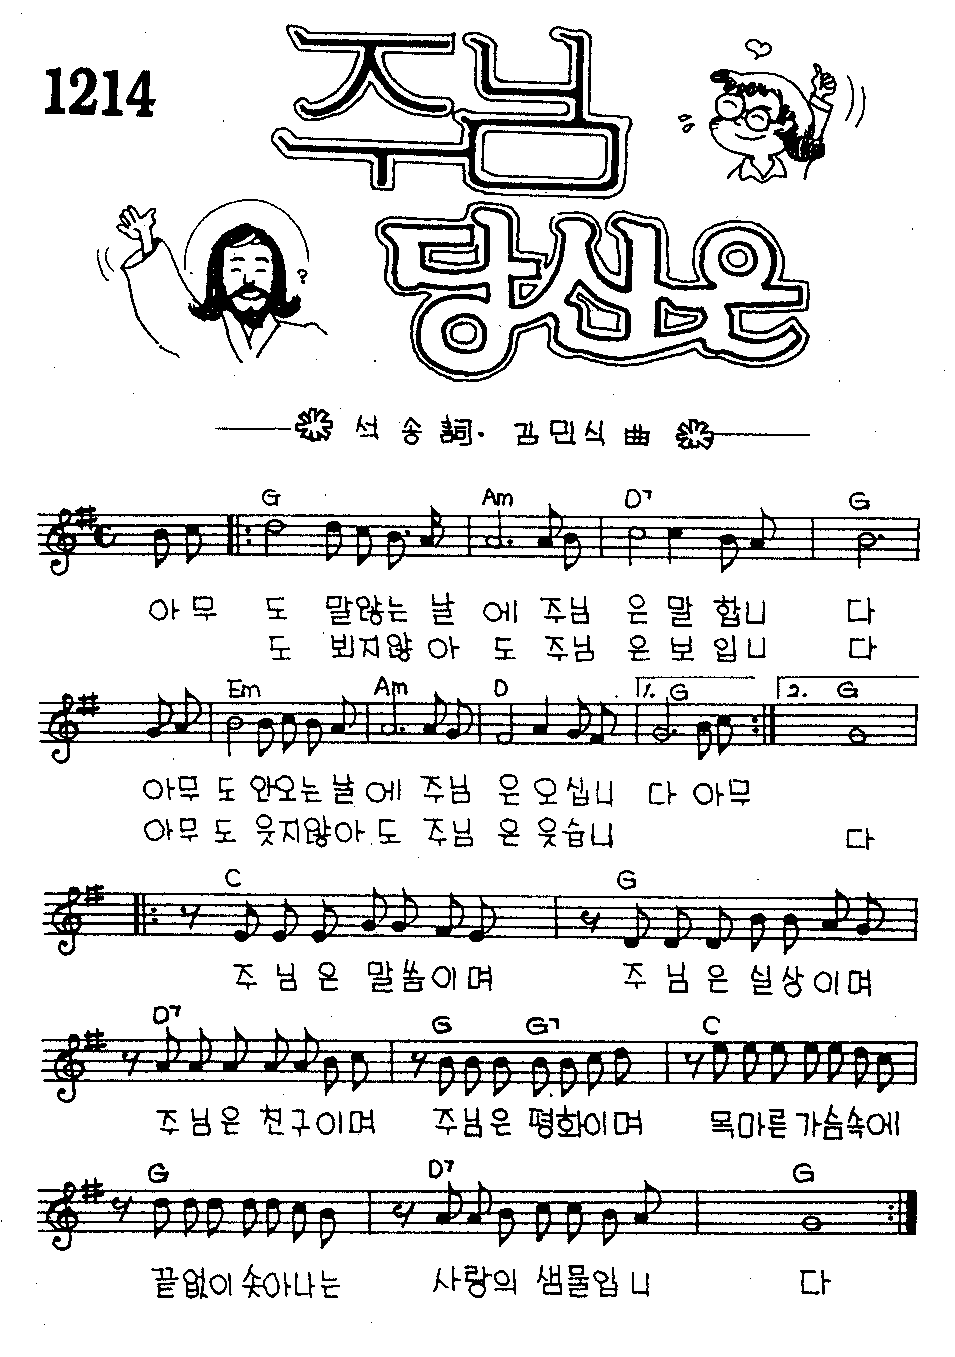 1214
주님
당신은
석송 詞· 김민식 曲
G Am D7 G
아무 도 말않는 날 에 주님 은 말 합니 다
도 뵈지않 아 도 주님 은 보 입니 다
Em Am D 1. G 2. G
아무 도 안오는 날 에 주님 은 오 십니 다 아무
아무 도 웃지않아 도 주님 은 웃습니 다
C G
주 님 은 말씀이며 주 님 은 실상이며
D7 G G7 C
주 님 은 친구이며 주님은 평화이며 목마른 가슴속에
G D7 G
끝없이 솟아나는 사랑의 샘물입 니 다